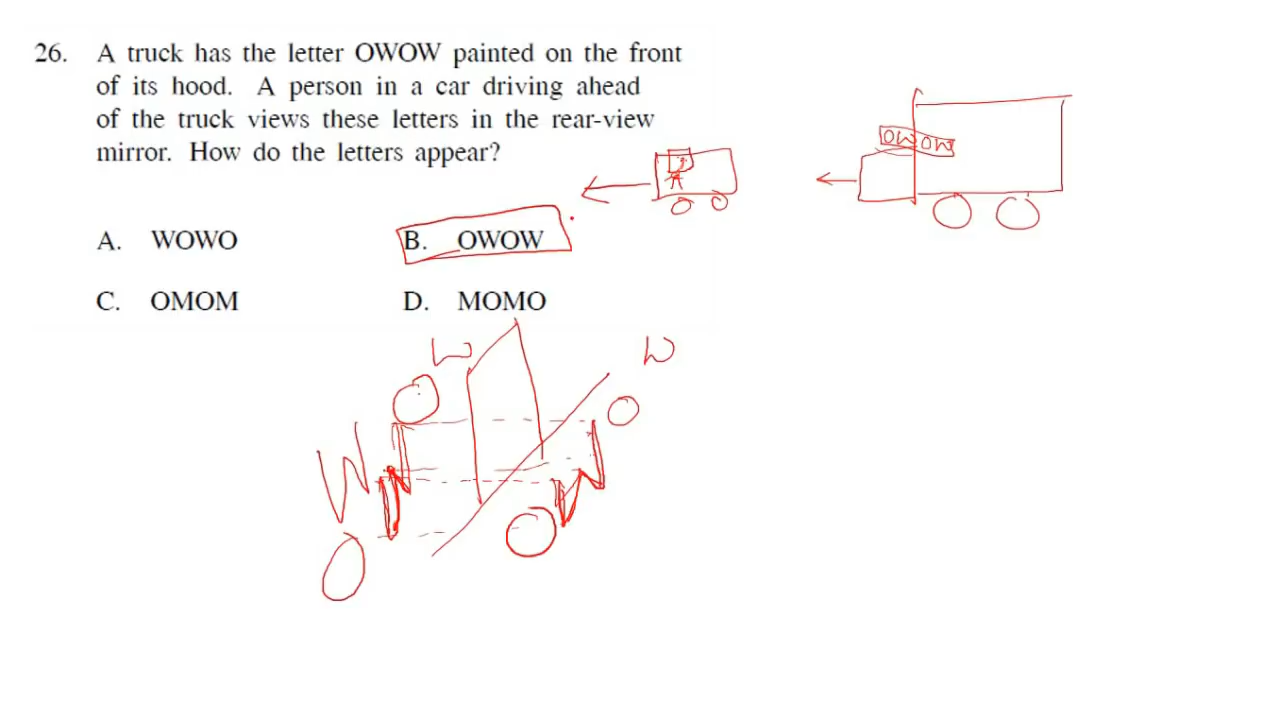 26. A truck has the letter OWOW painted on the front
of its hood. A person in a car driving ahead
of the truck views these letters in the rear-view
mirror. How do the letters appear?
OWOW
A. WOWO B. OWOW
C. OMOM D. MOMO
W W
O O
W W
O O